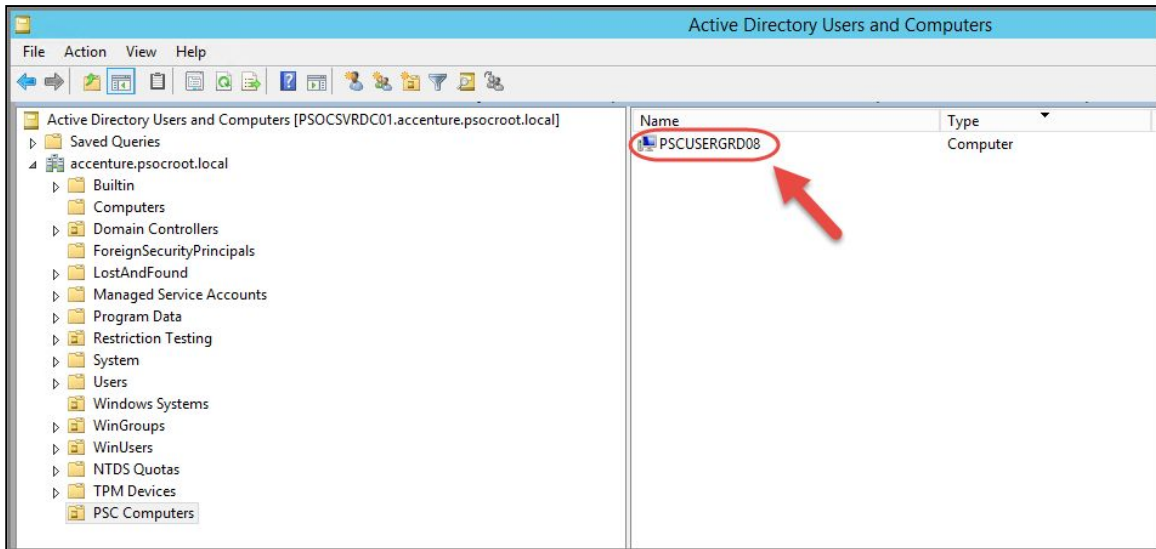 Active Directory Users and Computers
File Action View Help
Active Directory Users and Computers [PSOCSVRDC01.accenture.psocroot.local]
Saved Queries
accenture.psocroot.local
Builtin
Computers
Domain Controllers
ForeignSecurityPrincipals
LostAndFound
Managed Service Accounts
Program Data
Restriction Testing
System
Users
Windows Systems
WinGroups
WinUsers
NTDS Quotas
TPM Devices
PSC Computers
Name Type
PSCUSERGRD08 Computer